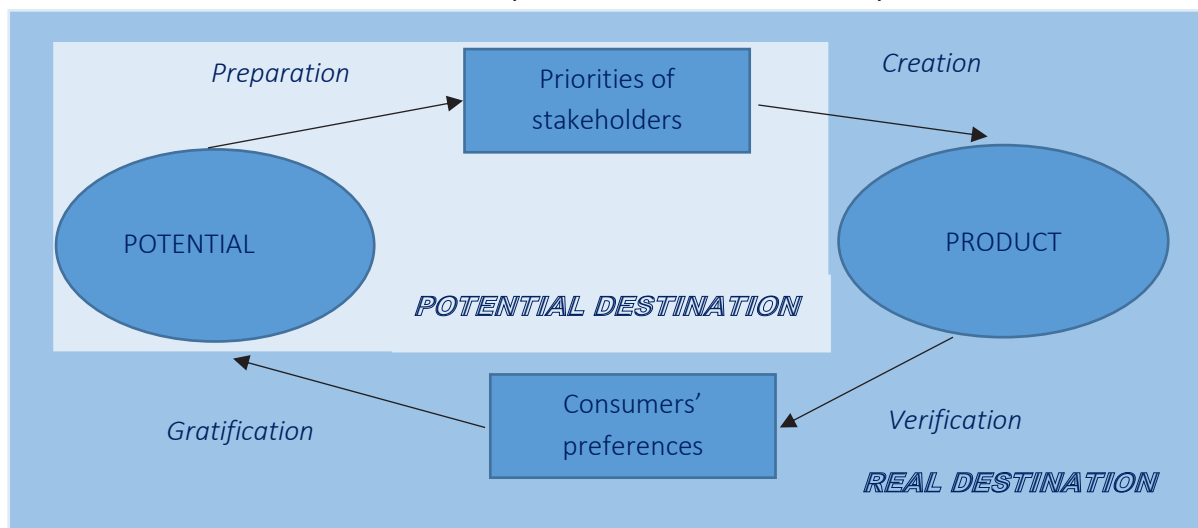 Preparation
Priorities of
stakeholders
Creation
POTENTIAL
PRODUCT
POTENTIAL DESTINATION
Consumers’
preferences
Gratification
Verification
REAL DESTINATION